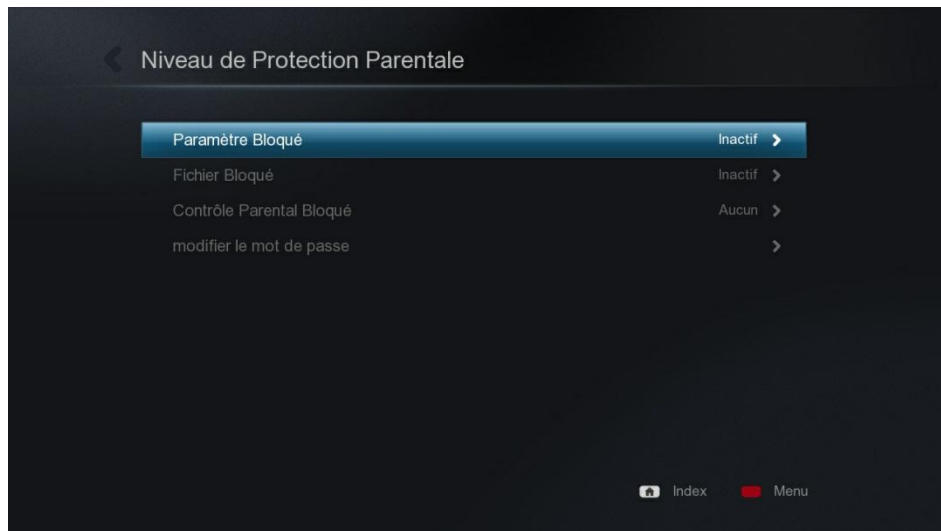 Niveau de Protection Parentale
Paramètre Bloqué Inactif
Fichier Bloqué Inactif
Contrôle Parental Bloqué Aucun
modifier le mot de passe
Index Menu